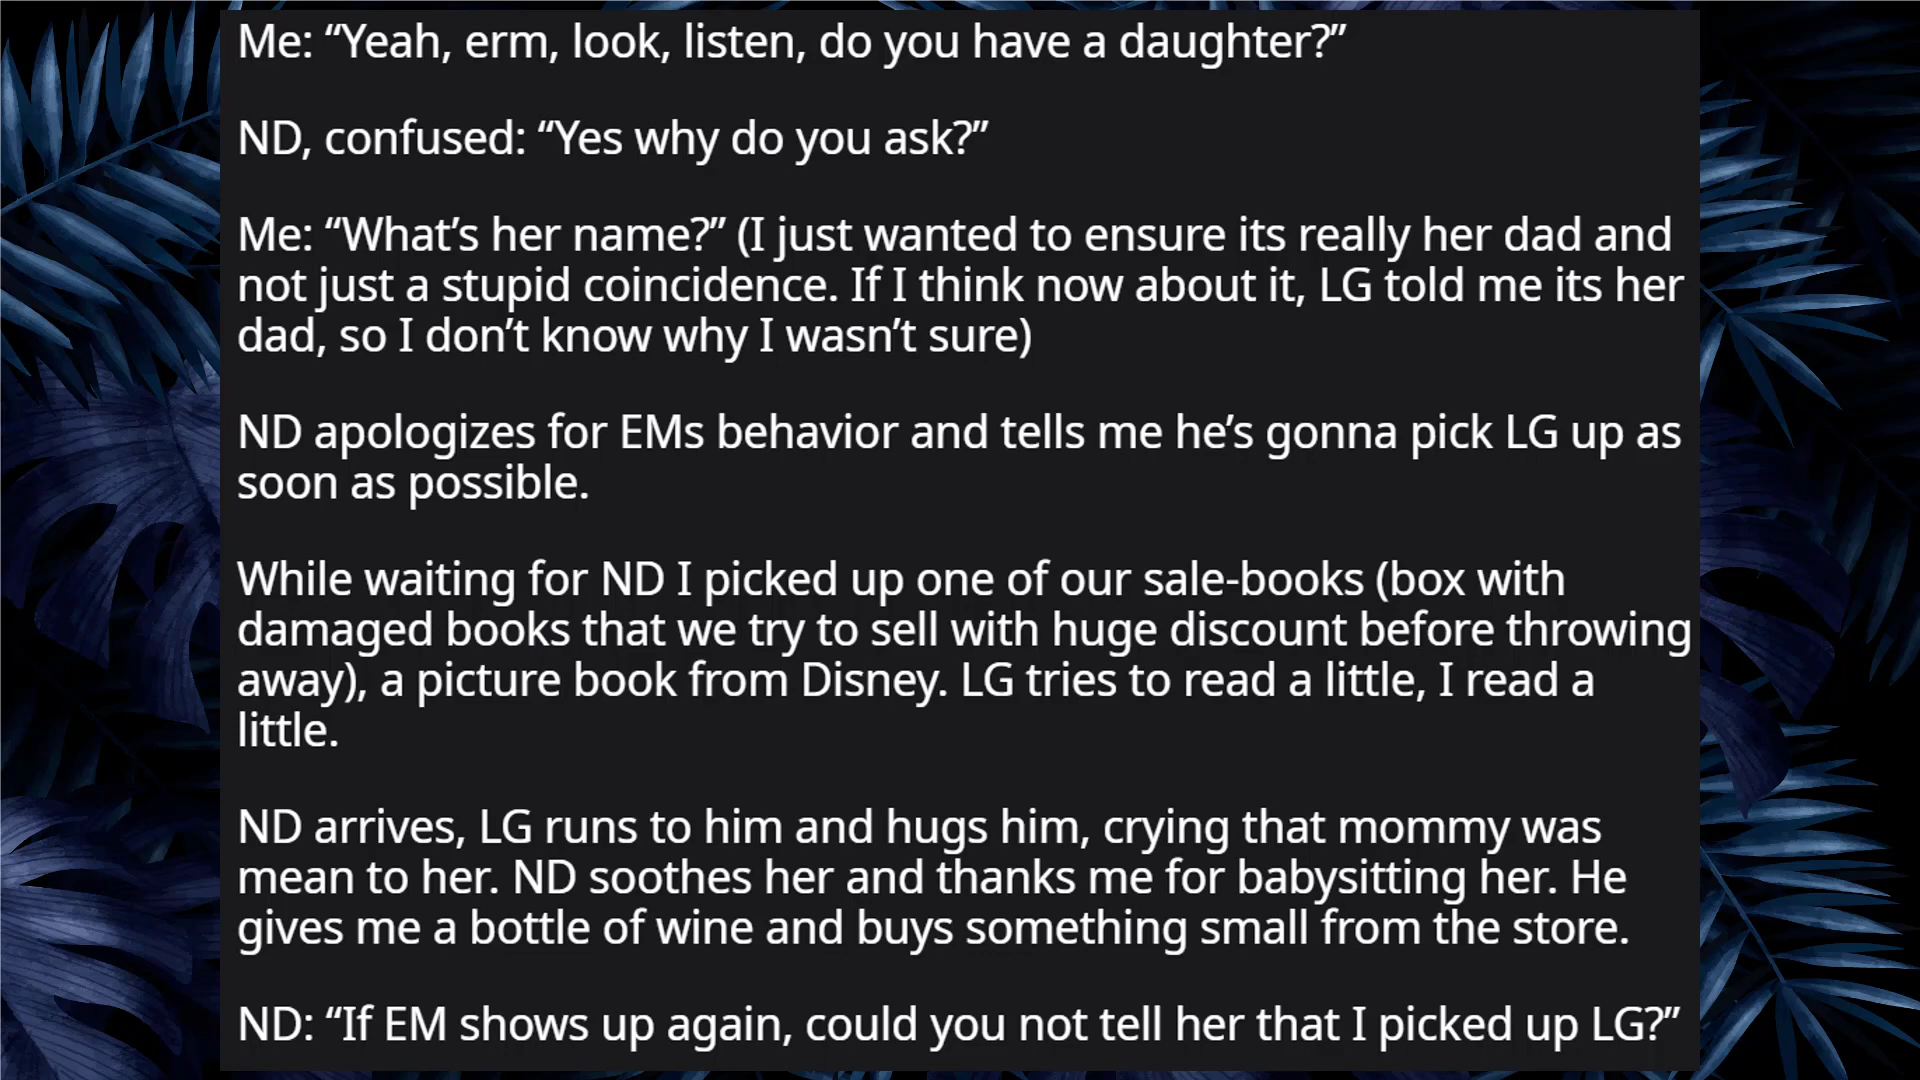 Me: “Yeah, erm, look, listen, do you have a daughter?”
ND, confused: “Yes why do you ask?”
Me: “What’s her name?” (I just wanted to ensure its really her dad and
not just a stupid coincidence. If I think now about it, LG told me its her
dad, so I don’t know why I wasn’t sure)
ND apologizes for EMs behavior and tells me he’s gonna pick LG up as
soon as possible.
While waiting for ND I picked up one of our sale-books (box with
damaged books that we try to sell with huge discount before throwing
away), a picture book from Disney. LG tries to read a little, I read a
little.
ND arrives, LG runs to him and hugs him, crying that mommy was
mean to her. ND soothes her and thanks me for babysitting her. He
gives me a bottle of wine and buys something small from the store.
ND: “If EM shows up again, could you not tell her that I picked up LG?”